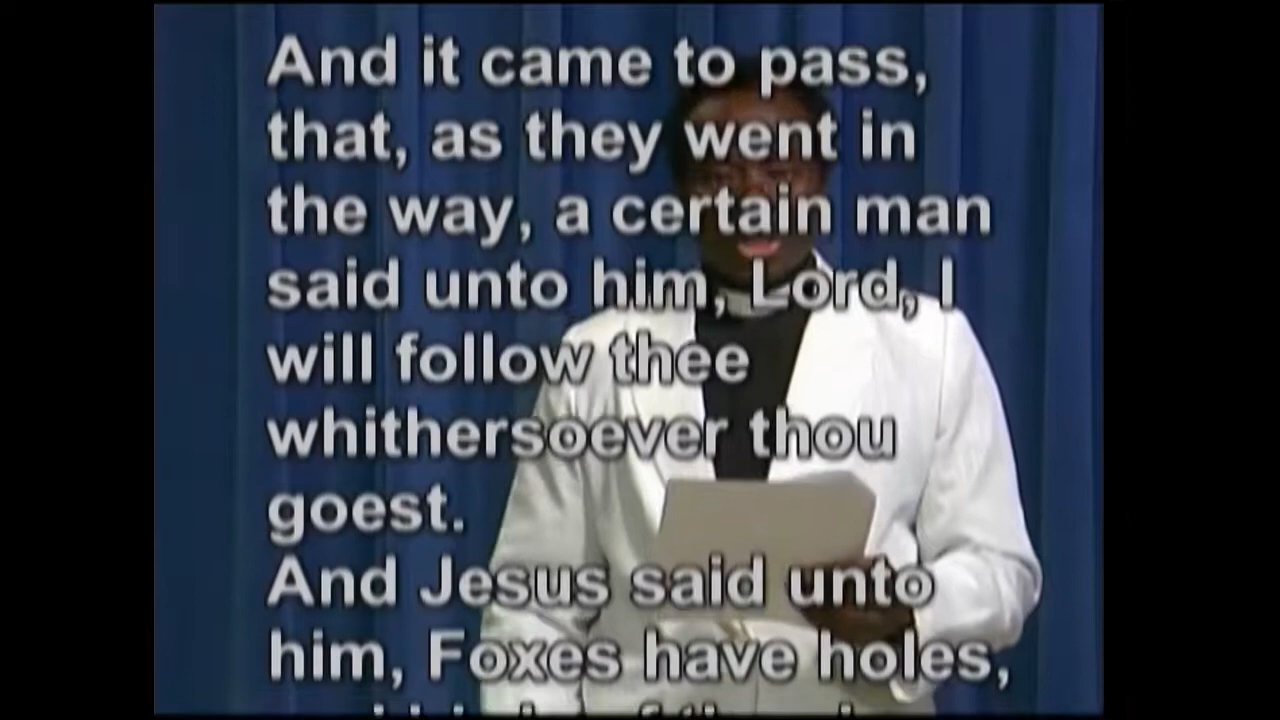 And it came to pass,
that, as they went in
the way, a certain man
said unto him, Lord, I
will follow thee
whithersoever thou
goest.
And Jesus said unto
him, Foxes have holes,